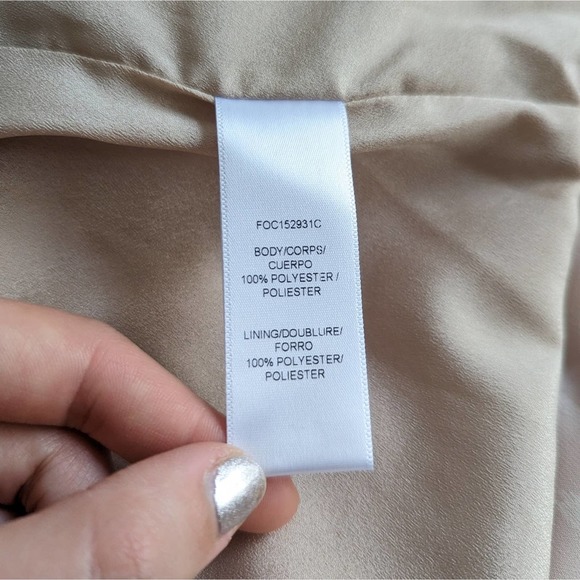 FOC152931C
BODY/CORPS/
CUERPO
100% POLYESTER /
POLIESTER
LINING/DOUBLURE/
FORRO
100% POLYESTER/
POLIESTER